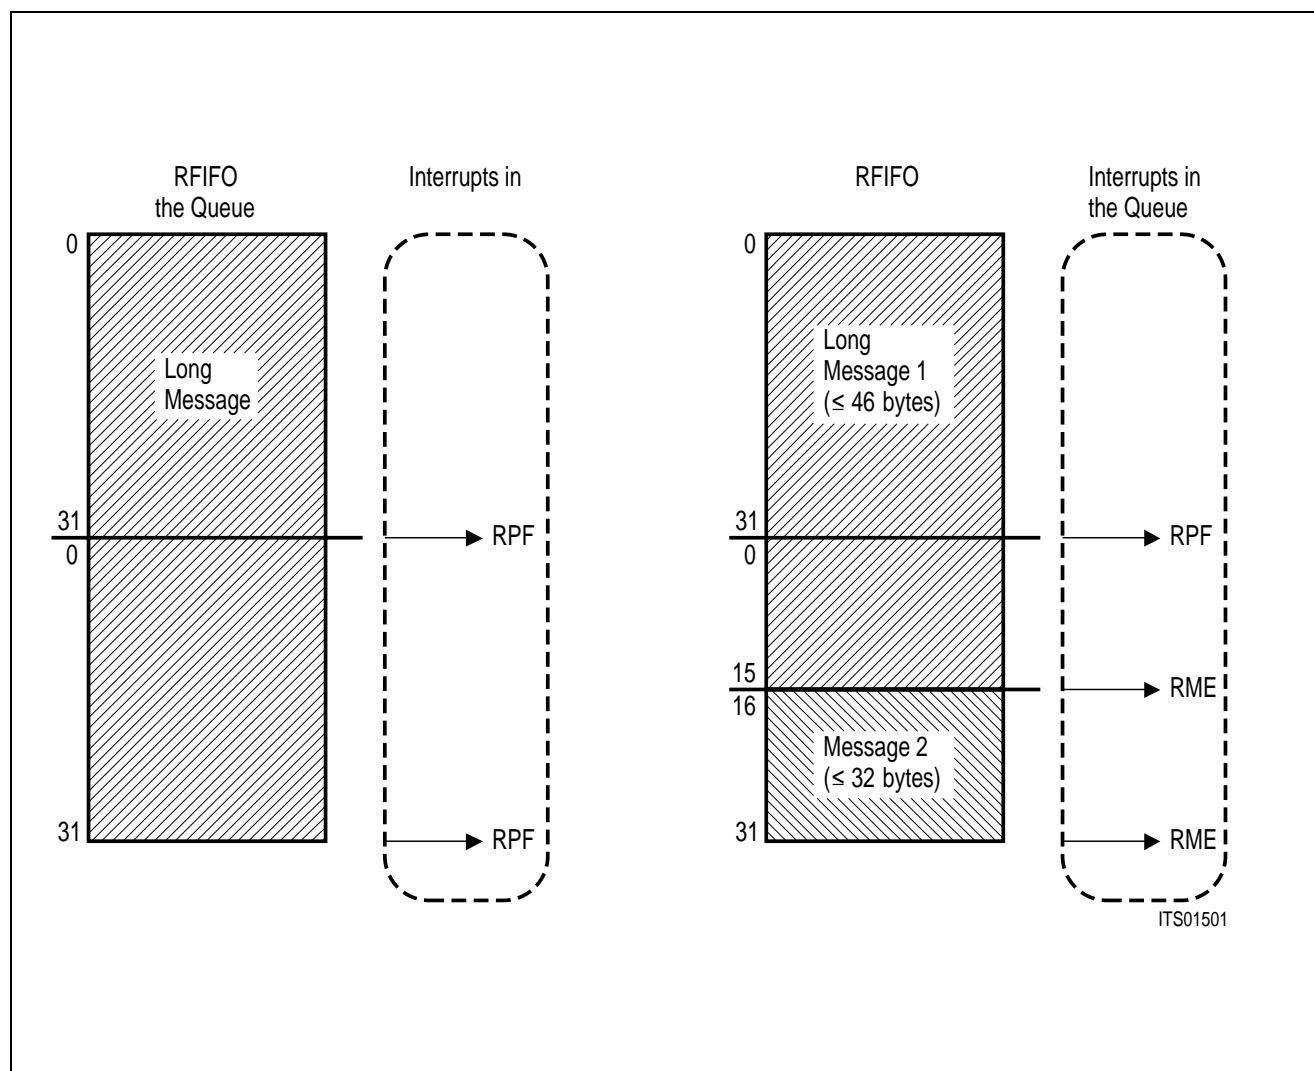 RFIFO
the Queue
Interrupts in
0
Long
Message
31
0
RPF
31
RPF
RFIFO
Interrupts in
the Queue
0
Long
Message 1
(≤ 46 bytes)
31
0
RPF
15
16
RME
Message 2
(≤ 32 bytes)
31
RME
ITS01501